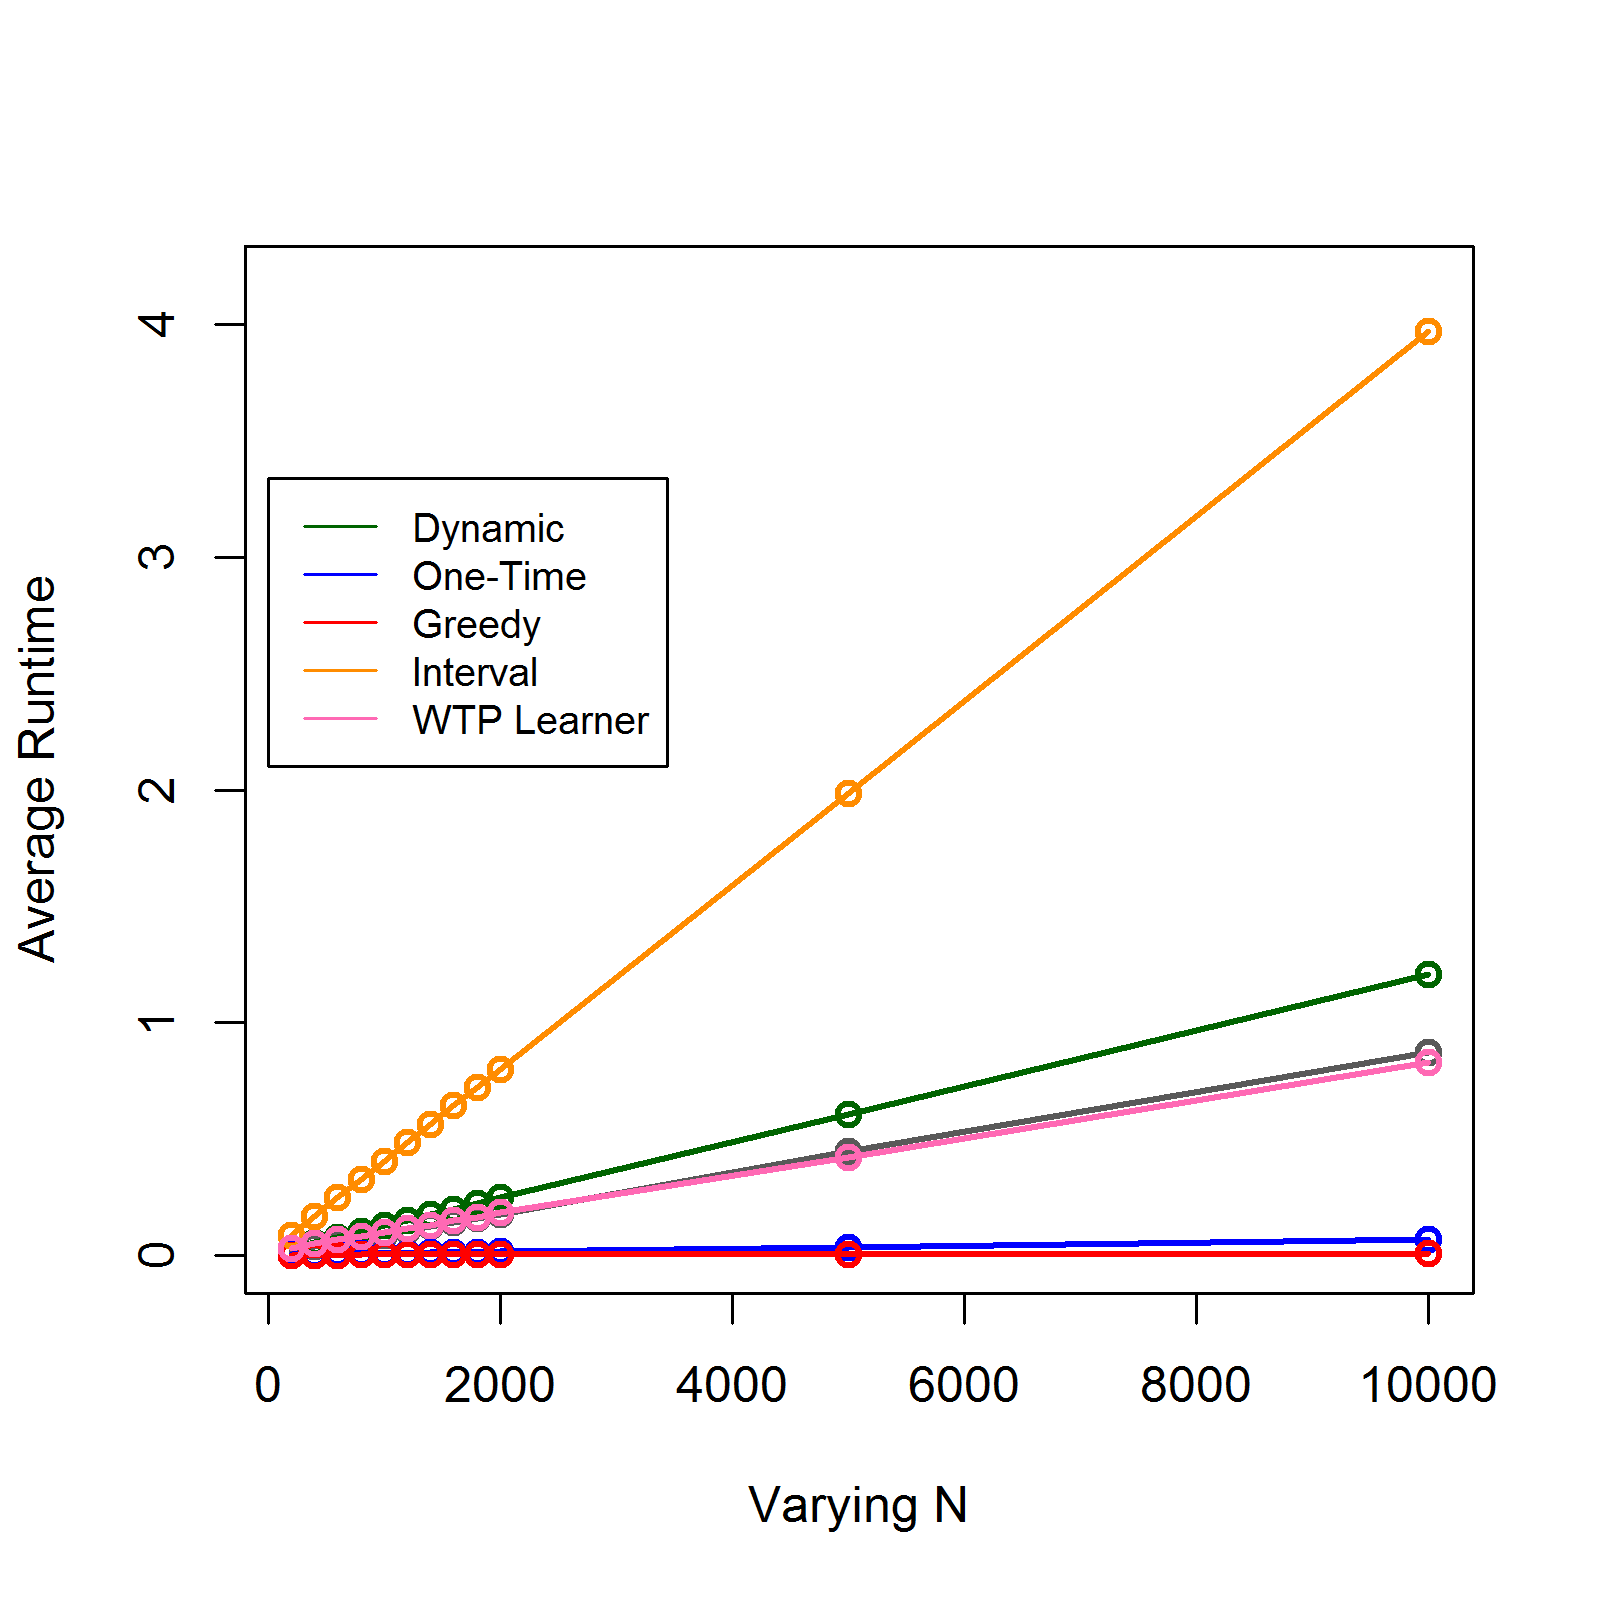 4
3
2
1
0
Average Runtime
Dynamic
One-Time
Greedy
Interval
WTP Learner
0 2000 4000 6000 8000 10000
Varying N